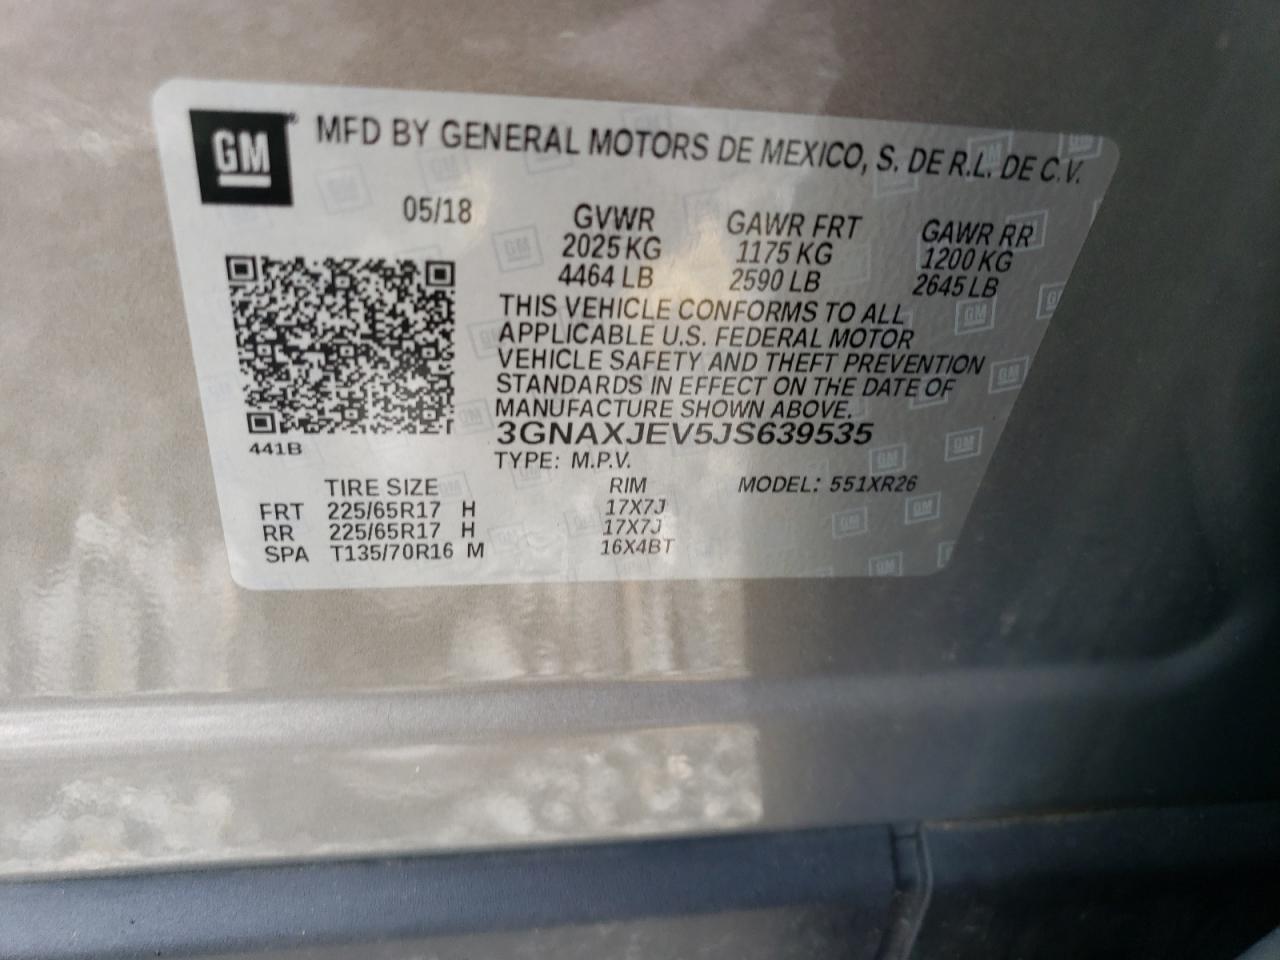 GM
MFD BY GENERAL MOTORS DE MEXICO, S. DE R.L. DE C.V.
05/18
GVWR GAWR FRT GAWR RR
2025 KG 1175 KG 1200 KG
4464 LB 2590 LB 2645 LB
THIS VEHICLE CONFORMS TO ALL
APPLICABLE U.S. FEDERAL MOTOR
VEHICLE SAFETY AND THEFT PREVENTION
STANDARDS IN EFFECT ON THE DATE OF
MANUFACTURE SHOWN ABOVE.
3GNAXJEV5JS639535
441B
TYPE: M.P.V.
TIRE SIZE RIM MODEL: 551XR26
FRT 225/65R17 H 17X7J
RR 225/65R17 H 17X7J
SPA T135/70R16 M 16X4BT